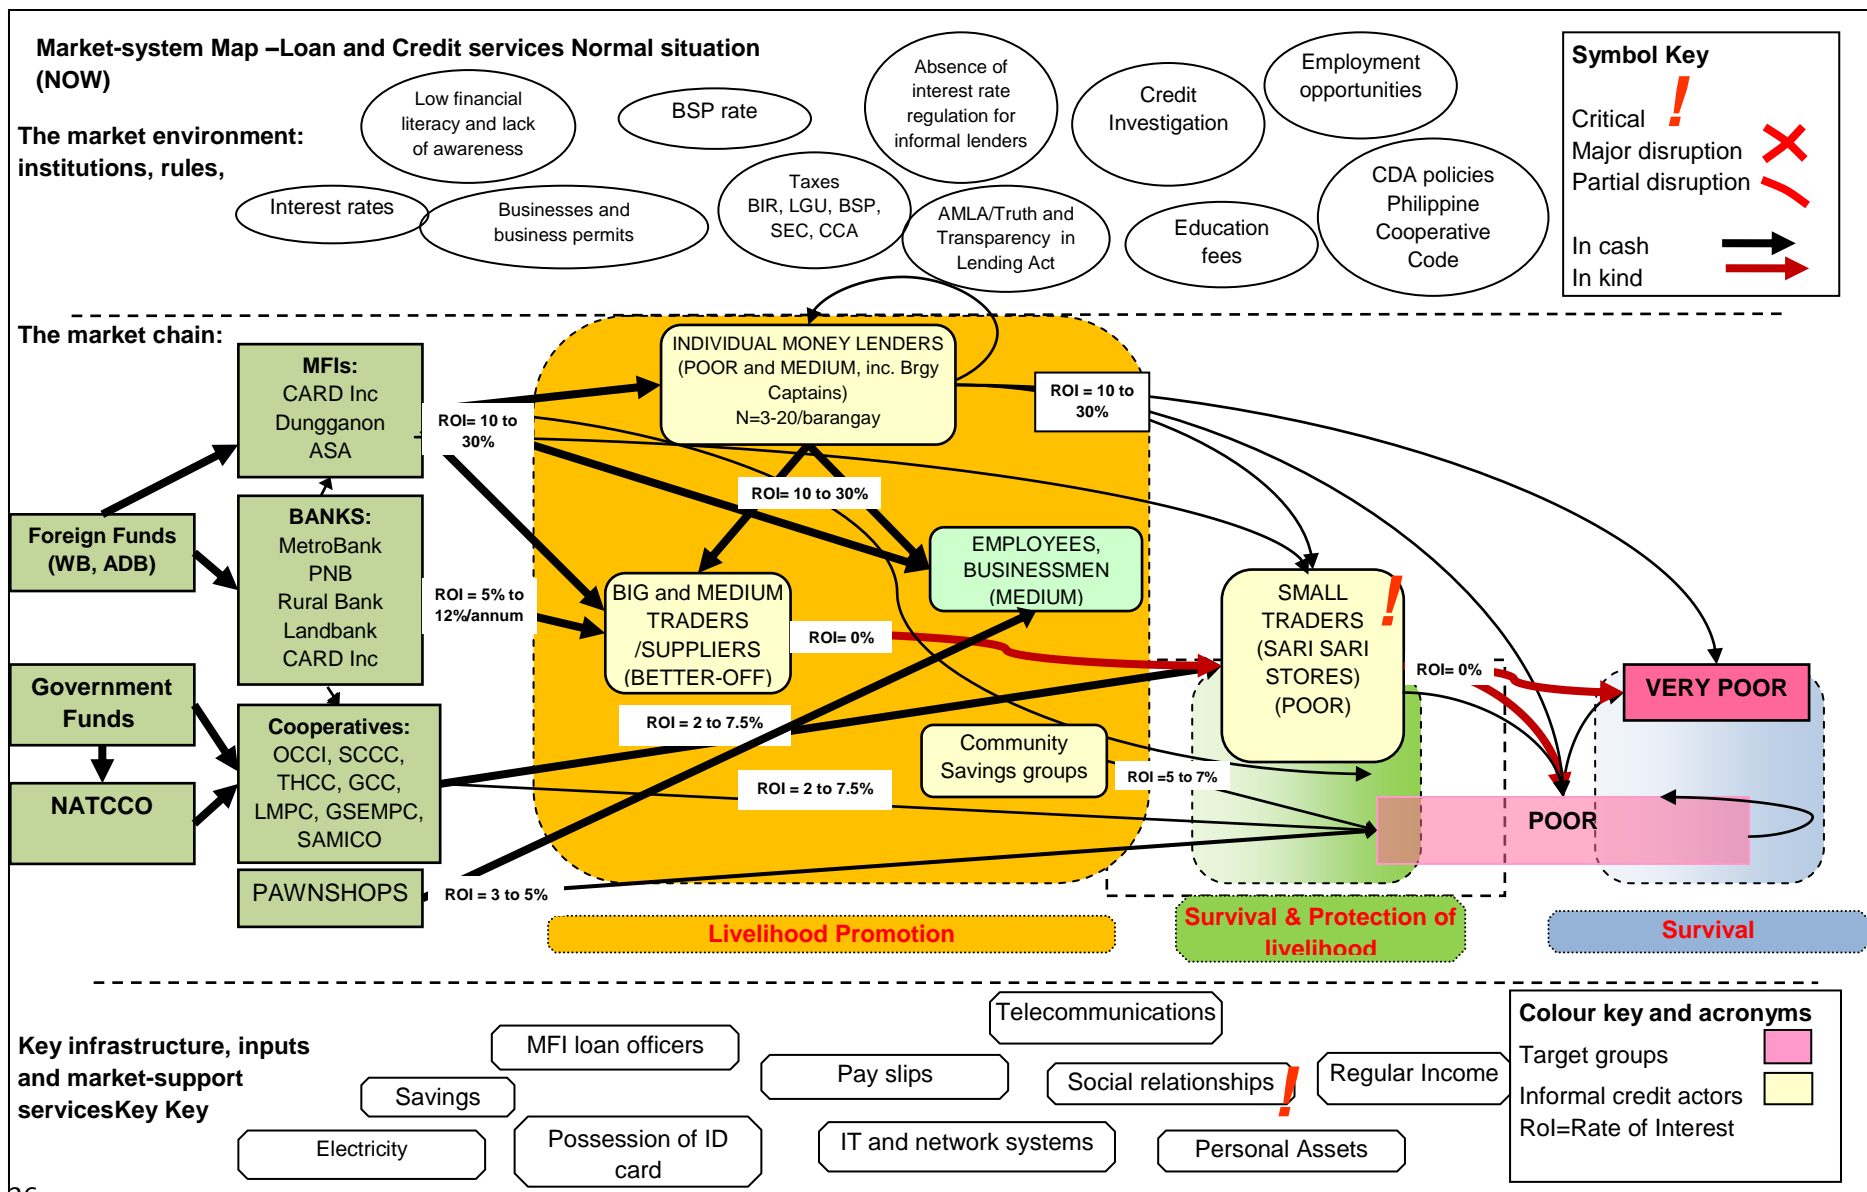 Market-system Map –Loan and Credit services Normal situation
(NOW)
The market environment:
institutions, rules,
Low financial
literacy and lack
of awareness
BSP rate
Absence of
interest rate
regulation for
informal lenders
Credit
Investigation
Employment
opportunities
Interest rates
Businesses and
business permits
Taxes
BIR, LGU, BSP,
SEC, CCA
AMLA/Truth and
Transparency in
Lending Act
Education
fees
CDA policies
Philippine
Cooperative
Code
Symbol Key
Critical
Major disruption
Partial disruption
In cash
In kind
The market chain:
MFIs:
CARD Inc
Dungganon
ASA
BANKS:
MetroBank
PNB
Rural Bank
Landbank
CARD Inc
Cooperatives:
OCCI, SCCC,
THCC, GCC,
LMPC, GSEMPC,
SAMICO
PAWNSHOPS
Foreign Funds
(WB, ADB)
Government
Funds
NATCCO
ROI= 10 to
30%
ROI = 5% to
12%/annum
INDIVIDUAL MONEY LENDERS
(POOR and MEDIUM, inc. Brgy
Captains)
N=3-20/barangay
ROI = 10 to
30%
ROI= 10 to 30%
EMPLOYEES,
BUSINESSMEN
(MEDIUM)
BIG and MEDIUM
TRADERS
/SUPPLIERS
(BETTER-OFF)
ROI= 0%
ROI = 2 to 7.5%
Community
Savings groups
ROI = 2 to 7.5%
ROI =5 to 7%
ROI = 3 to 5%
SMALL
TRADERS
(SARI SARI
STORES)
(POOR)
ROI= 0%
VERY POOR
POOR
Livelihood Promotion
Survival & Protection of
livelihood
Survival
Key infrastructure, inputs
and market-support
servicesKey Key
MFI loan officers
Savings
Electricity
Possession of ID
card
Pay slips
Telecommunications
Social relationships
Regular Income
IT and network systems
Personal Assets
Colour key and acronyms
Target groups
Informal credit actors
RoI=Rate of Interest